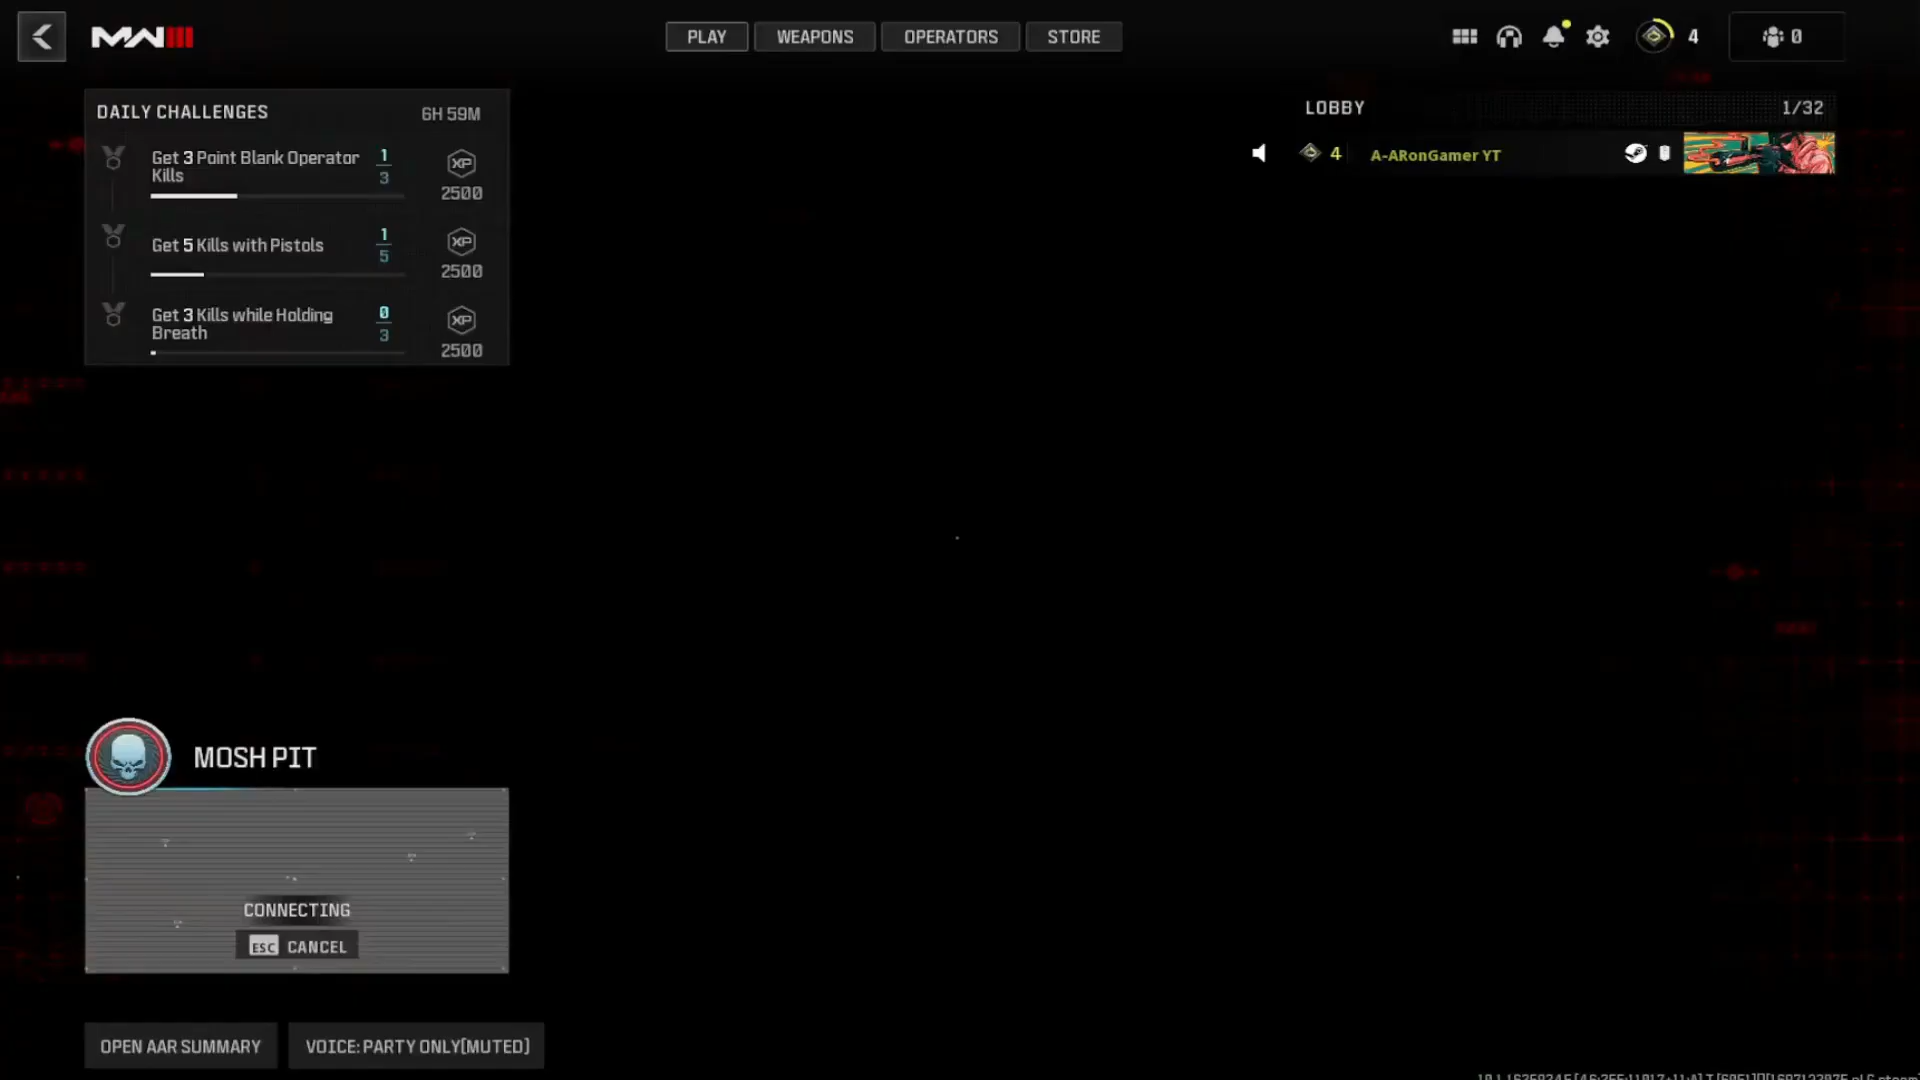 MWIII
PLAY
WEAPONS
OPERATORS
STORE
4
0
DAILY CHALLENGES
6H 59M
Get 3 Point Blank Operator
Kills
1
3
XP
2500
Get 5 Kills with Pistols
1
5
XP
2500
Get 3 Kills while Holding
Breath
0
3
XP
2500
LOBBY
1/32
4
A-ARonGamer YT
MOSH PIT
CONNECTING
ESC CANCEL
OPEN AAR SUMMARY
VOICE: PARTY ONLY[MUTED]